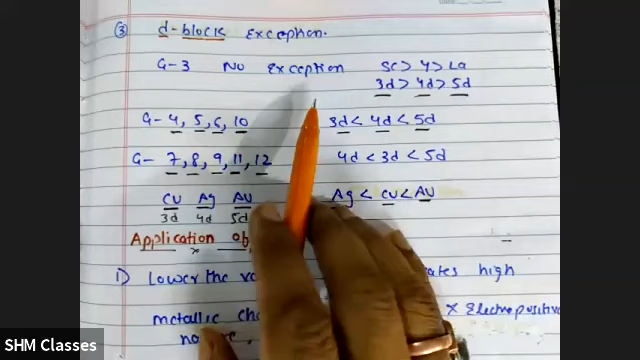 ③ d-block Exception.
G-3 No Exception Sc > Y > La
3d > 4d > 5d
G- 4, 5, 6, 10 3d < 4d < 5d
G- 7, 8, 9, 11, 12 4d < 3d < 5d
Cu Ag Au Ag < Cu < Au
3d 4d 5d
Application of
1) Lower the high
metallic x Electropositive
SHM Classes